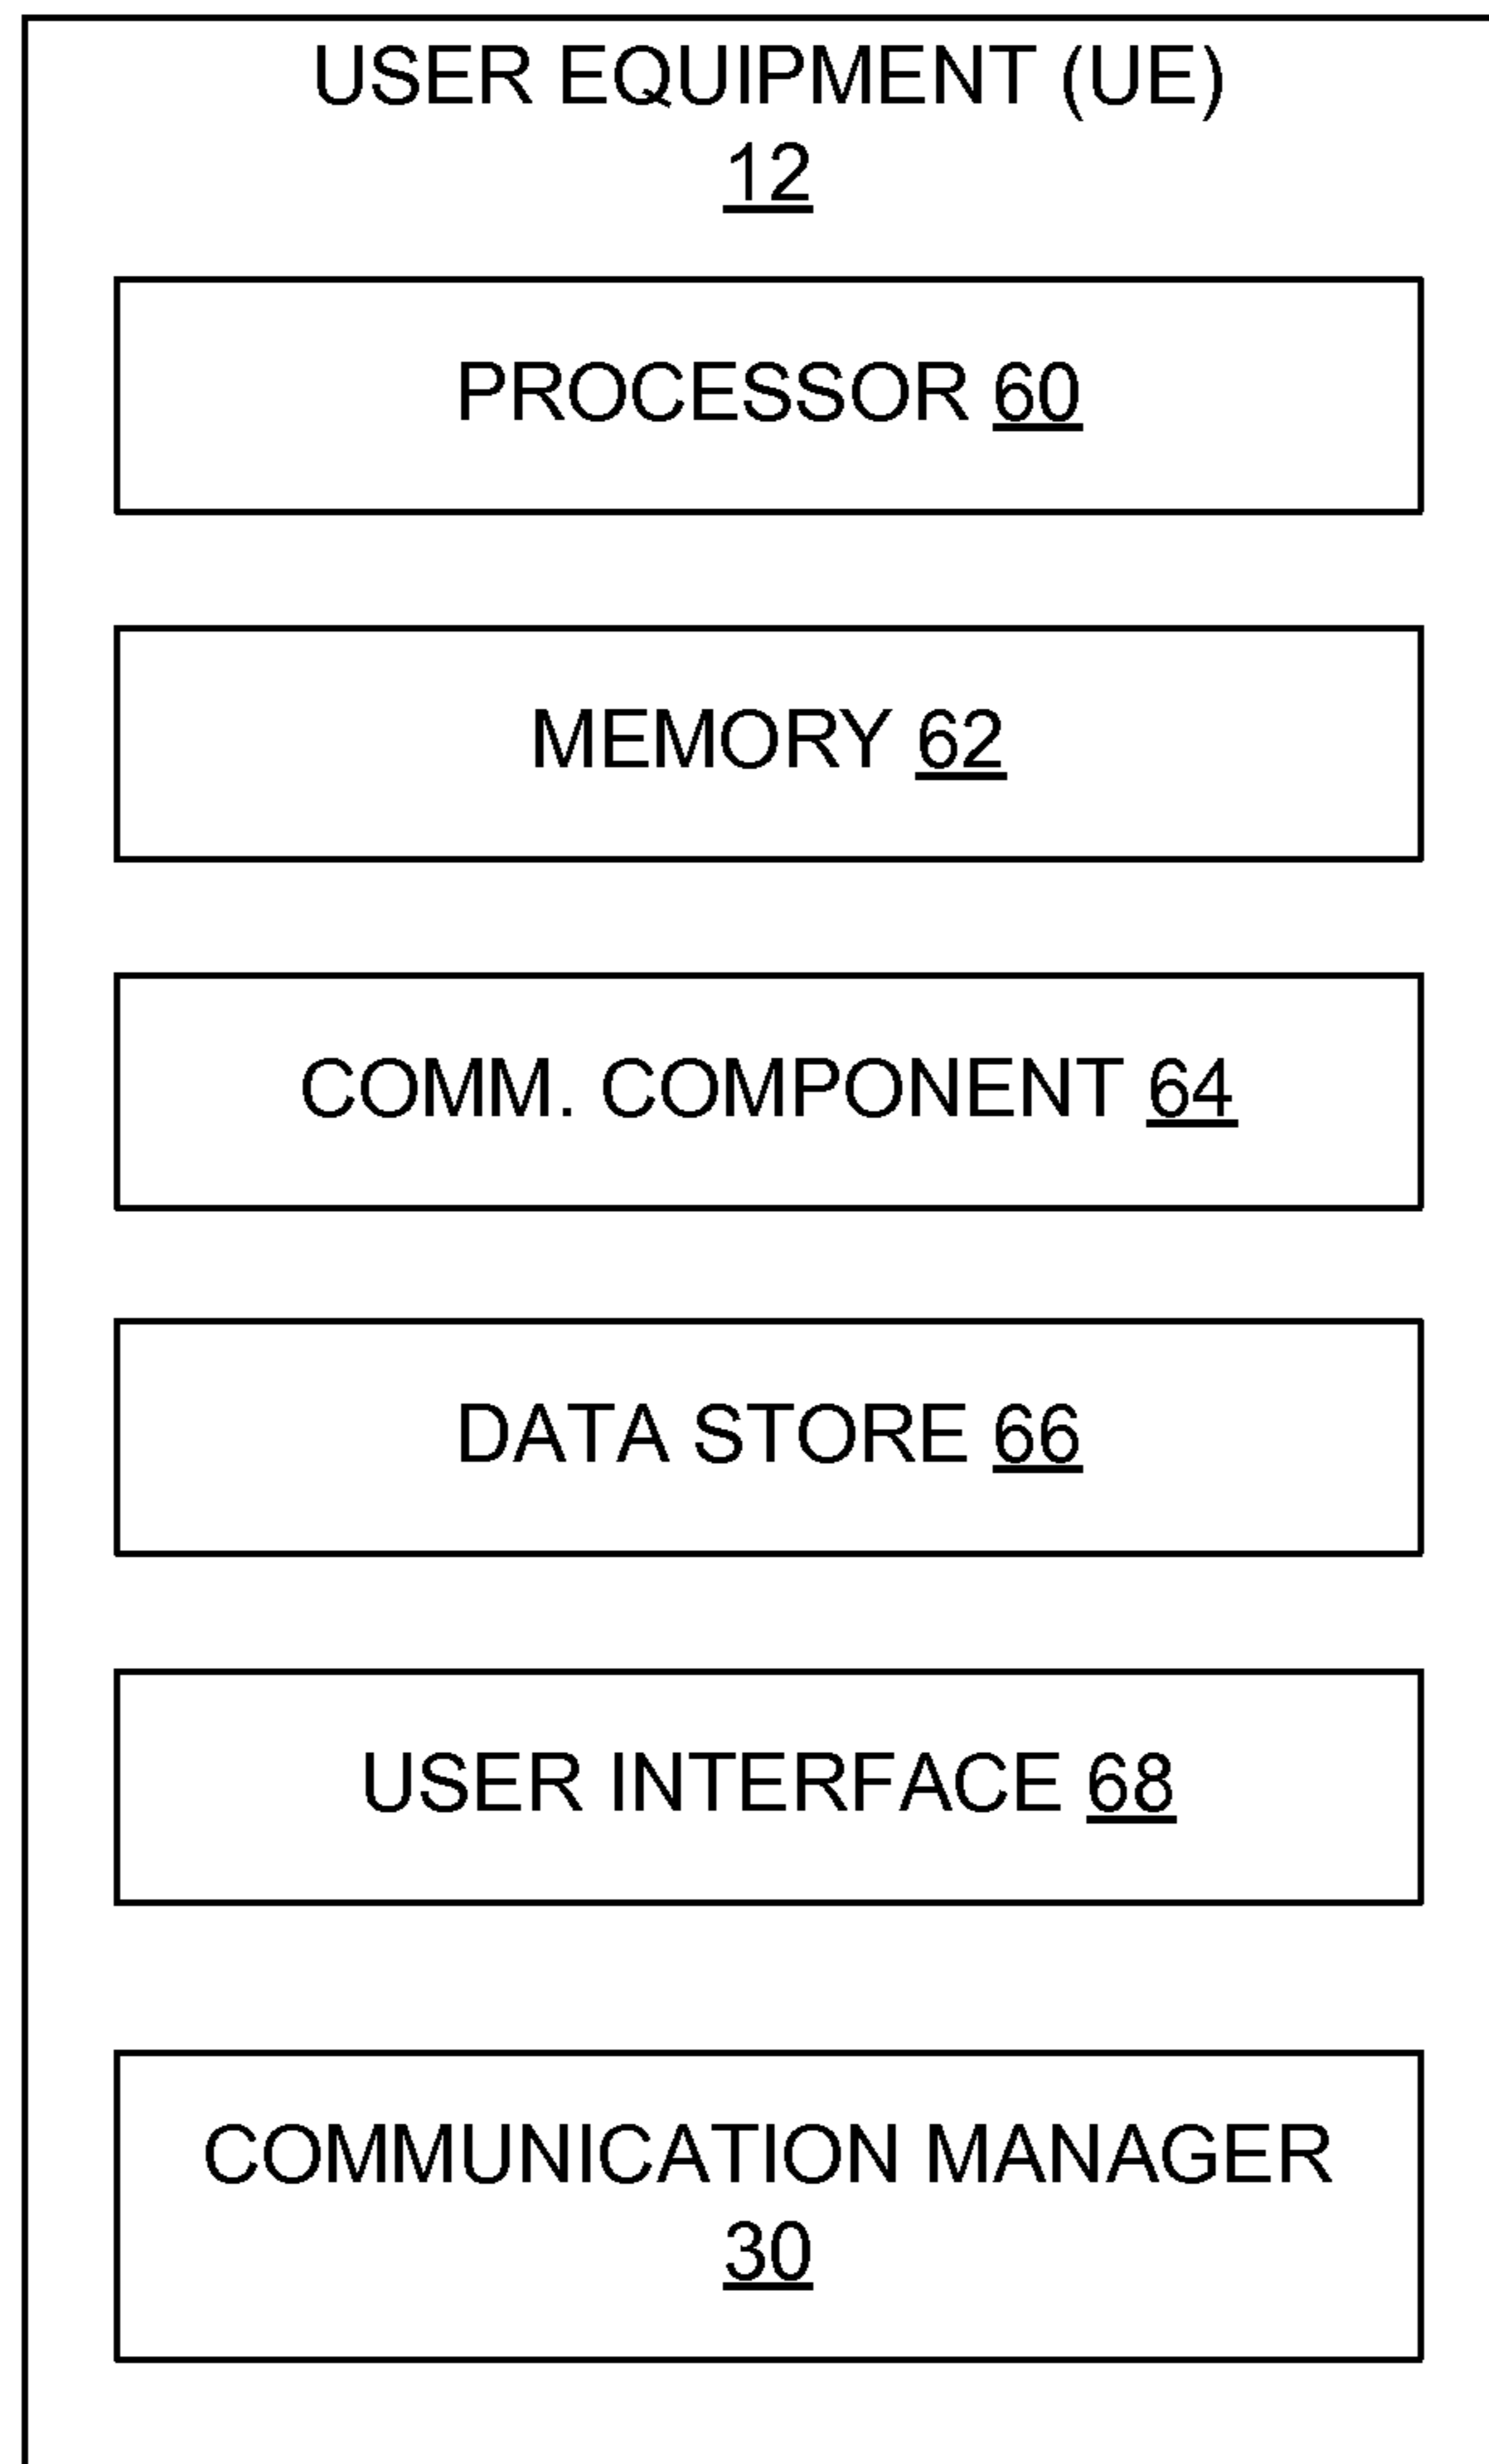 USER EQUIPMENT (UE)
12
PROCESSOR 60
MEMORY 62
COMM. COMPONENT 64
DATA STORE 66
USER INTERFACE 68
COMMUNICATION MANAGER
30